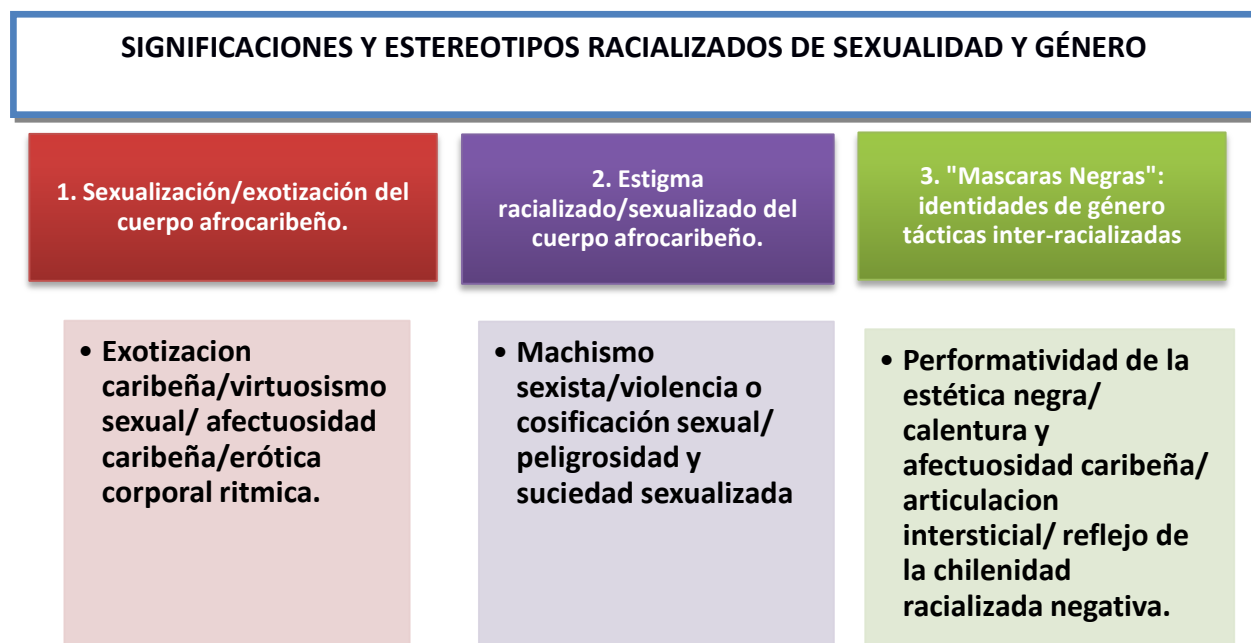 SIGNIFICACIONES Y ESTEREOTIPOS RACIALIZADOS DE SEXUALIDAD Y GÉNERO
1. Sexualización/exotización del
cuerpo afrocaribeño.
• Exotizacion
caribeña/virtuosismo
sexual/ afectuosidad
caribeña/erótica
corporal ritmica.
2. Estigma
racializado/sexualizado del
cuerpo afrocaribeño.
• Machismo
sexista/violencia o
cosificación sexual/
peligrosidad y
suciedad sexualizada
3. "Mascaras Negras":
identidades de género
tácticas inter-racializadas
• Performatividad de la
estética negra/
calentura y
afectuosidad caribeña/
articulacion
intersticial/ reflejo de
la chilenidad
racializada negativa.